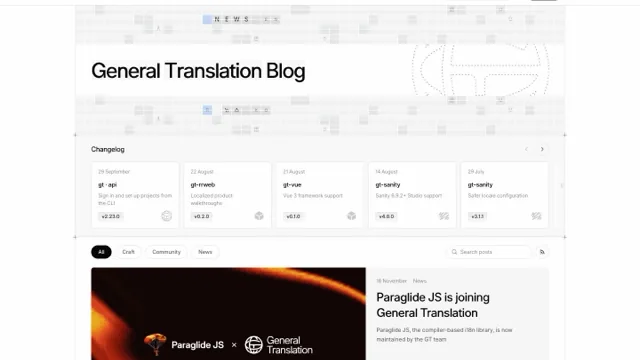 NEWS
General Translation Blog
Changelog
29 September
gt · api
Sign in and set up projects from
the CLI
v2.23.0
22 August
gt-rrweb
Localized product
walkthroughs
v0.2.0
21 August
gt-vue
Vue 3 framework support
v0.1.0
14 August
gt-sanity
Sanity 6.9.2+ Studio support
v4.0.0
29 July
gt-sanity
Safer locale configuration
v3.1.1
All
Craft
Community
News
Search posts
Paraglide JS × General
Translation
18 November News
Paraglide JS is joining
General Translation
Paraglide JS, the compiler-based i18n library, is now
maintained by the GT team